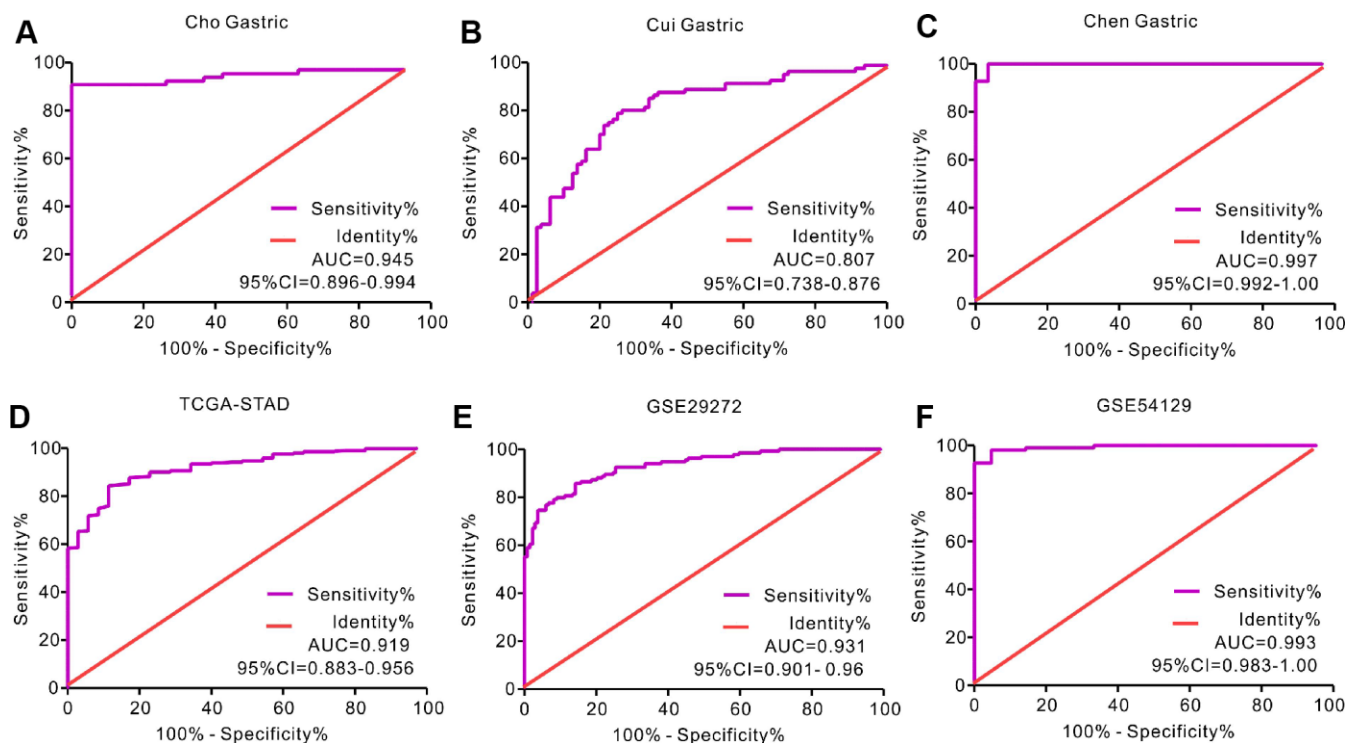 A
Cho Gastric
Sensitivity%
100
80
60
40
20
0
Sensitivity%
Identity%
AUC=0.945
95%CI=0.896-0.994
0 20 40 60 80 100
100% - Specificity%
B
Cui Gastric
Sensitivity%
100
80
60
40
20
0
Sensitivity%
Identity%
AUC=0.807
95%CI=0.738-0.876
0 20 40 60 80 100
100% - Specificity%
C
Chen Gastric
Sensitivity%
100
80
60
40
20
0
Sensitivity%
Identity%
AUC=0.997
95%CI=0.992-1.00
0 20 40 60 80 100
100% - Specificity%
D
TCGA-STAD
Sensitivity%
100
80
60
40
20
0
Sensitivity%
Identity%
AUC=0.919
95%CI=0.883-0.956
0 20 40 60 80 100
100% - Specificity%
E
GSE29272
Sensitivity%
100
80
60
40
20
0
Sensitivity%
Identity%
AUC=0.931
95%CI=0.901- 0.96
0 20 40 60 80 100
100% - Specificity%
F
GSE54129
Sensitivity%
100
80
60
40
20
0
Sensitivity%
Identity%
AUC=0.993
95%CI=0.983-1.00
0 20 40 60 80 100
100% - Specificity%